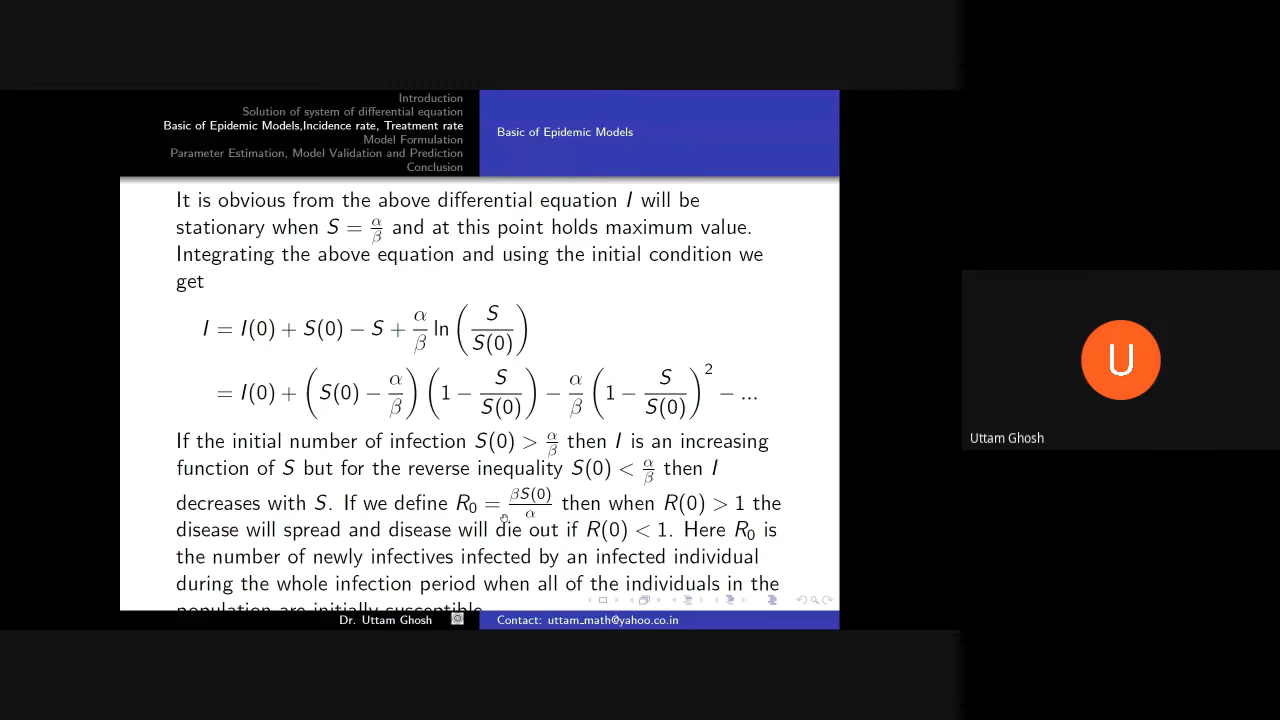 Introduction
Solution of system of differential equation
Basic of Epidemic Models,Incidence rate, Treatment rate
Model Formulation
Parameter Estimation, Model Validation and Prediction
Conclusion
Basic of Epidemic Models
It is obvious from the above differential equation I will be
stationary when S = α/β and at this point holds maximum value.
Integrating the above equation and using the initial condition we
get
I = I(0) + S(0) − S + α/β ln (S/S(0))
= I(0) + (S(0) − α/β) (1 − S/S(0)) − α/β (1 − S/S(0))² − ...
If the initial number of infection S(0) > α/β then I is an increasing
function of S but for the reverse inequality S(0) < α/β then I
decreases with S. If we define R₀ = βS(0)/α then when R(0) > 1 the
disease will spread and disease will die out if R(0) < 1. Here R₀ is
the number of newly infectives infected by an infected individual
during the whole infection period when all of the individuals in the
population are initially susceptible.
Dr. Uttam Ghosh
Contact: uttam_math@yahoo.co.in
U
Uttam Ghosh